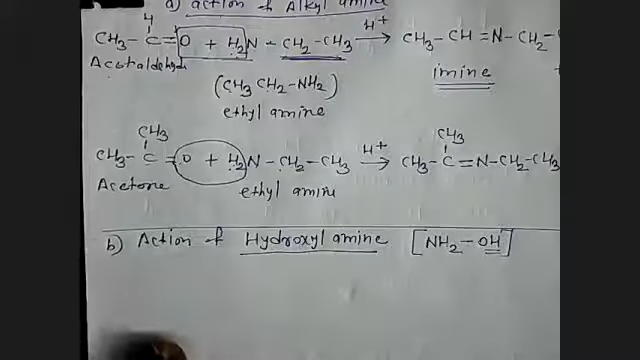 a) action of Alkyl amine
H
CH3 - C = O + H2N - CH2 - CH3 H+ → CH3 - CH = N - CH2 -
Acetaldehyde imine
(CH3 CH2 - NH2)
ethyl amine
CH3 CH3
CH3 - C = O + H2N - CH2 - CH3 H+ → CH3 - C = N - CH2 - CH3
Acetone ethyl amine
b) Action of Hydroxyl amine [NH2 - OH]